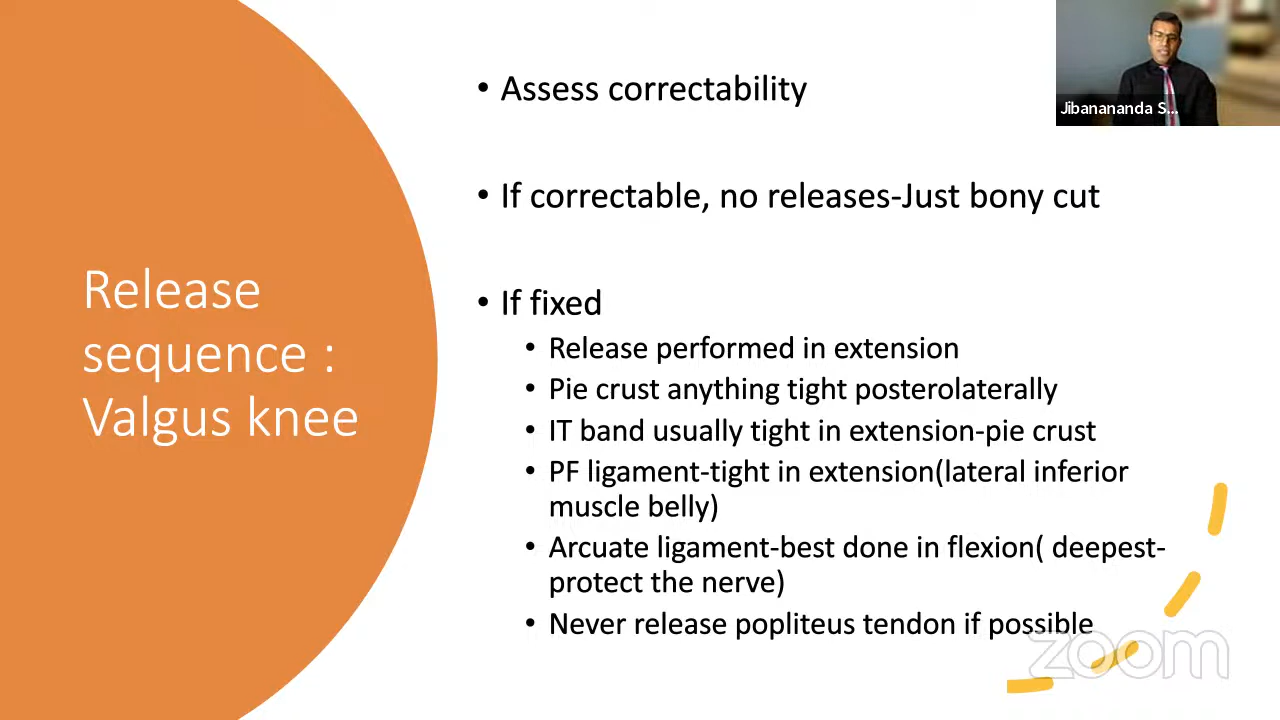 Release
sequence :
Valgus knee
• Assess correctability
• If correctable, no releases-Just bony cut
• If fixed
• Release performed in extension
• Pie crust anything tight posterolaterally
• IT band usually tight in extension-pie crust
• PF ligament-tight in extension(lateral inferior
muscle belly)
• Arcuate ligament-best done in flexion( deepest-
protect the nerve)
• Never release popliteus tendon if possible
Jibanananda S...
zoom